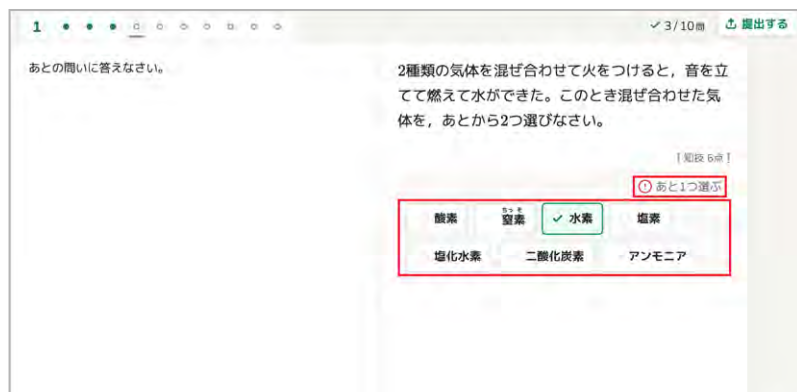 1
✓3/10問
提出する
あとの問いに答えなさい。
2種類の気体を混ぜ合わせて火をつけると，音を立
てて燃えて水ができた。このとき混ぜ合わせた気
体を，あとから2つ選びなさい。
[知技 6点]
あと1つ選ぶ
酸素 窒素 水素 塩素
ちっそ
塩化水素 二酸化炭素 アンモニア